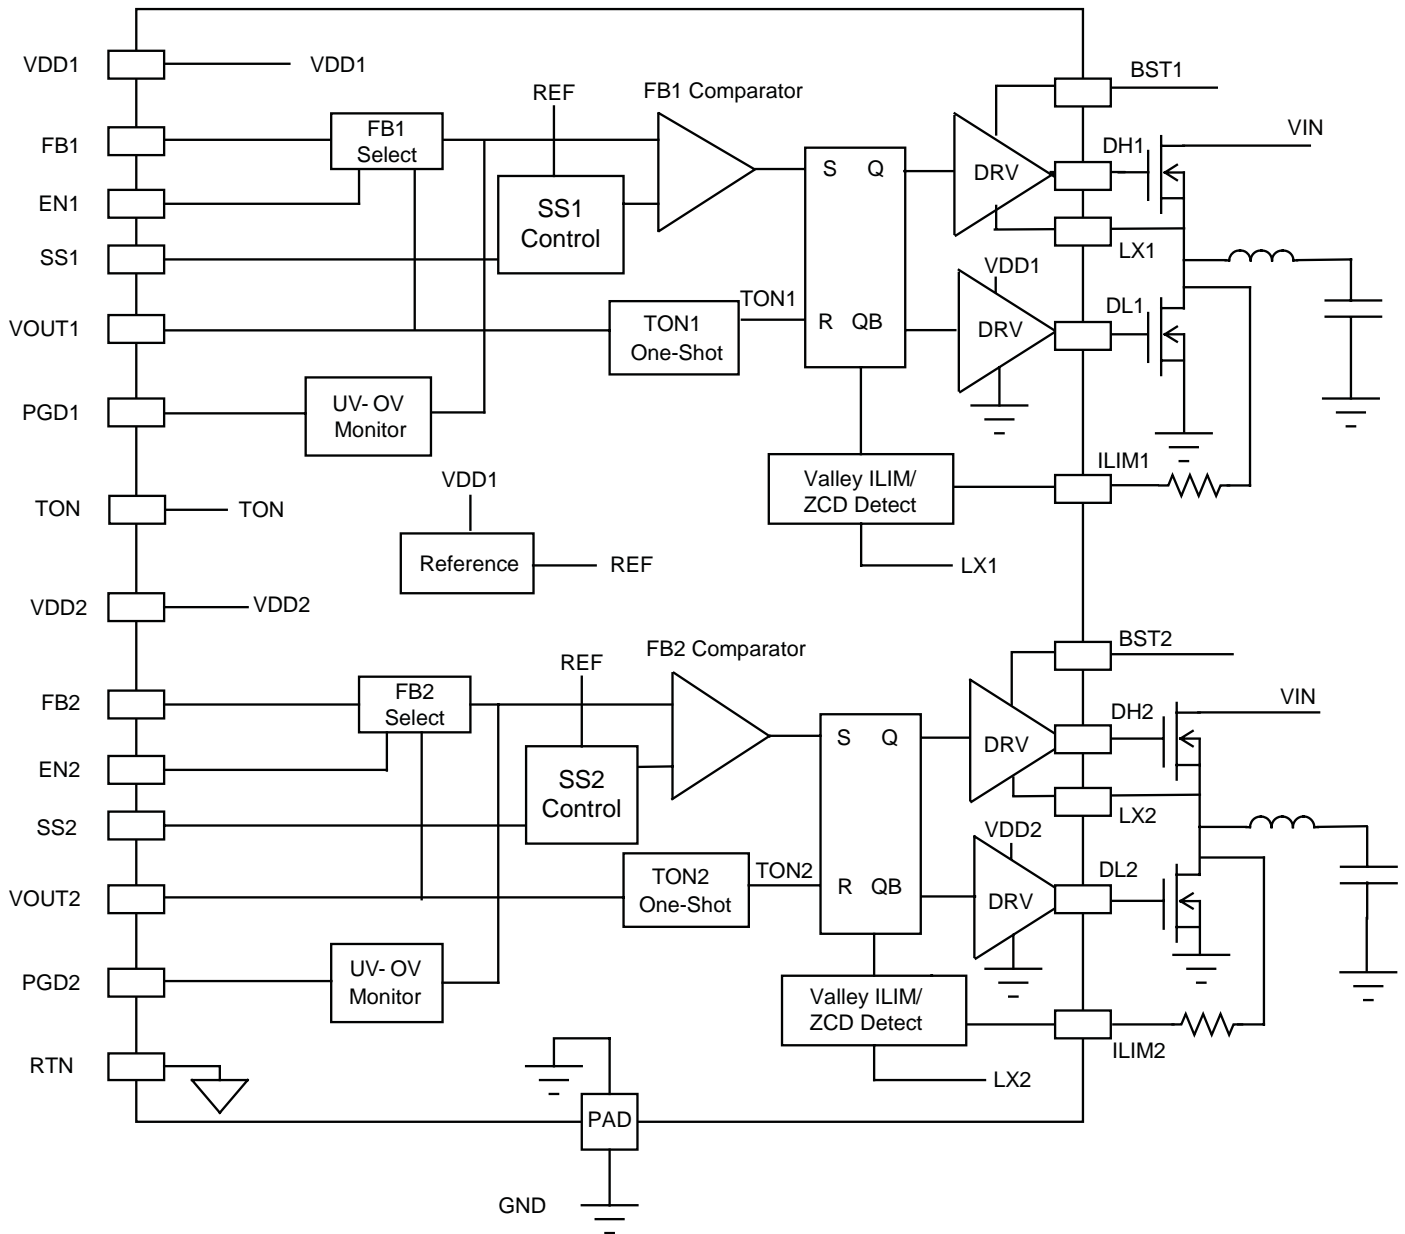 VDD1
VDD1
BST1
REF
FB1 Comparator
VIN
FB1
FB1
Select
S Q
DRV
DH1
EN1
SS1
Control
SS1
LX1
VDD1
VOUT1
TON1
One-Shot
TON1
R QB
DRV
DL1
PGD1
UV- OV
Monitor
VDD1
Valley ILIM/
ZCD Detect
ILIM1
TON
TON
Reference
REF
LX1
VDD2
VDD2
BST2
REF
FB2 Comparator
VIN
FB2
FB2
Select
S Q
DRV
DH2
EN2
SS2
Control
SS2
LX2
VDD2
VOUT2
TON2
One-Shot
TON2
R QB
DRV
DL2
PGD2
UV- OV
Monitor
Valley ILIM/
ZCD Detect
ILIM2
RTN
LX2
PAD
GND